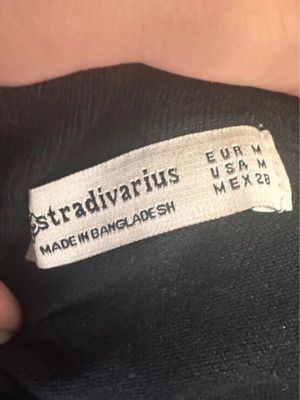 stradivarius
MADE IN BANGLADESH
EUR M
USA M
MEX 28